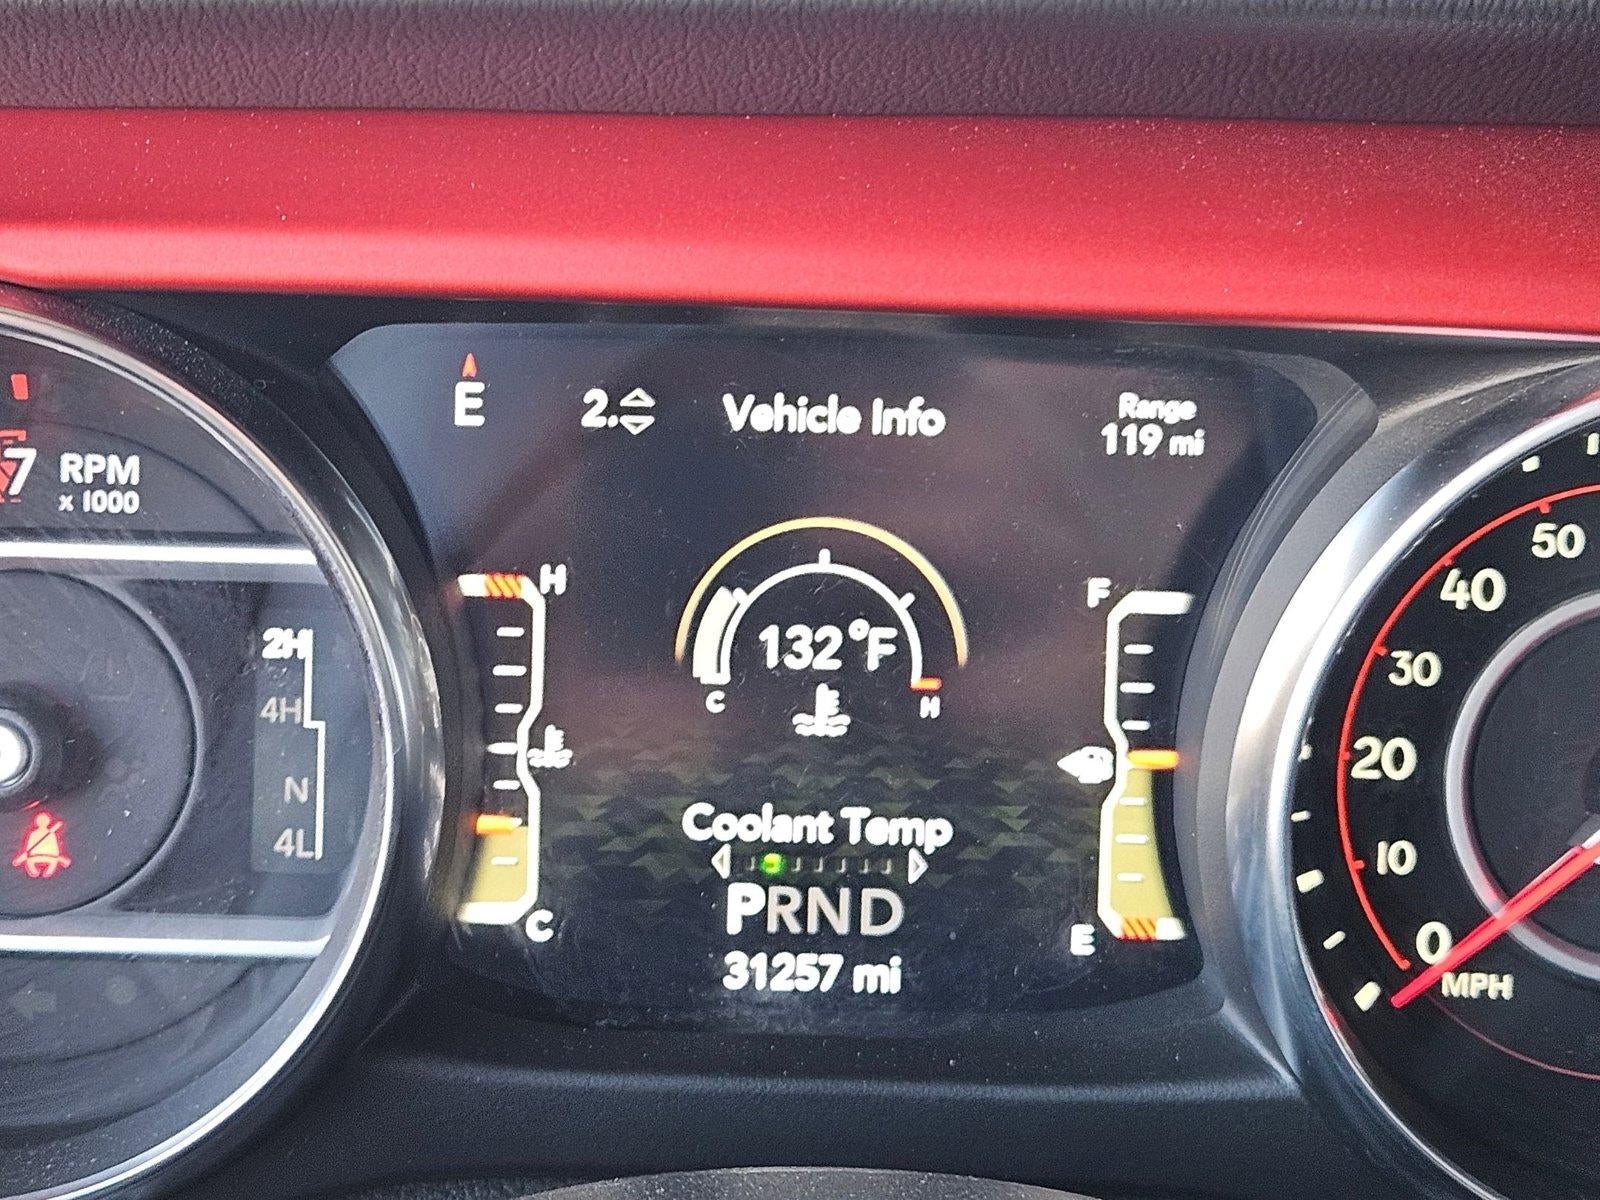 E
2.
Vehicle Info
Range
119 mi
7
RPM
x 1000
2H
4H
N
4L
H
C
132°F
C
H
Coolant Temp
PRND
31257 mi
F
E
50
40
30
20
10
0
MPH